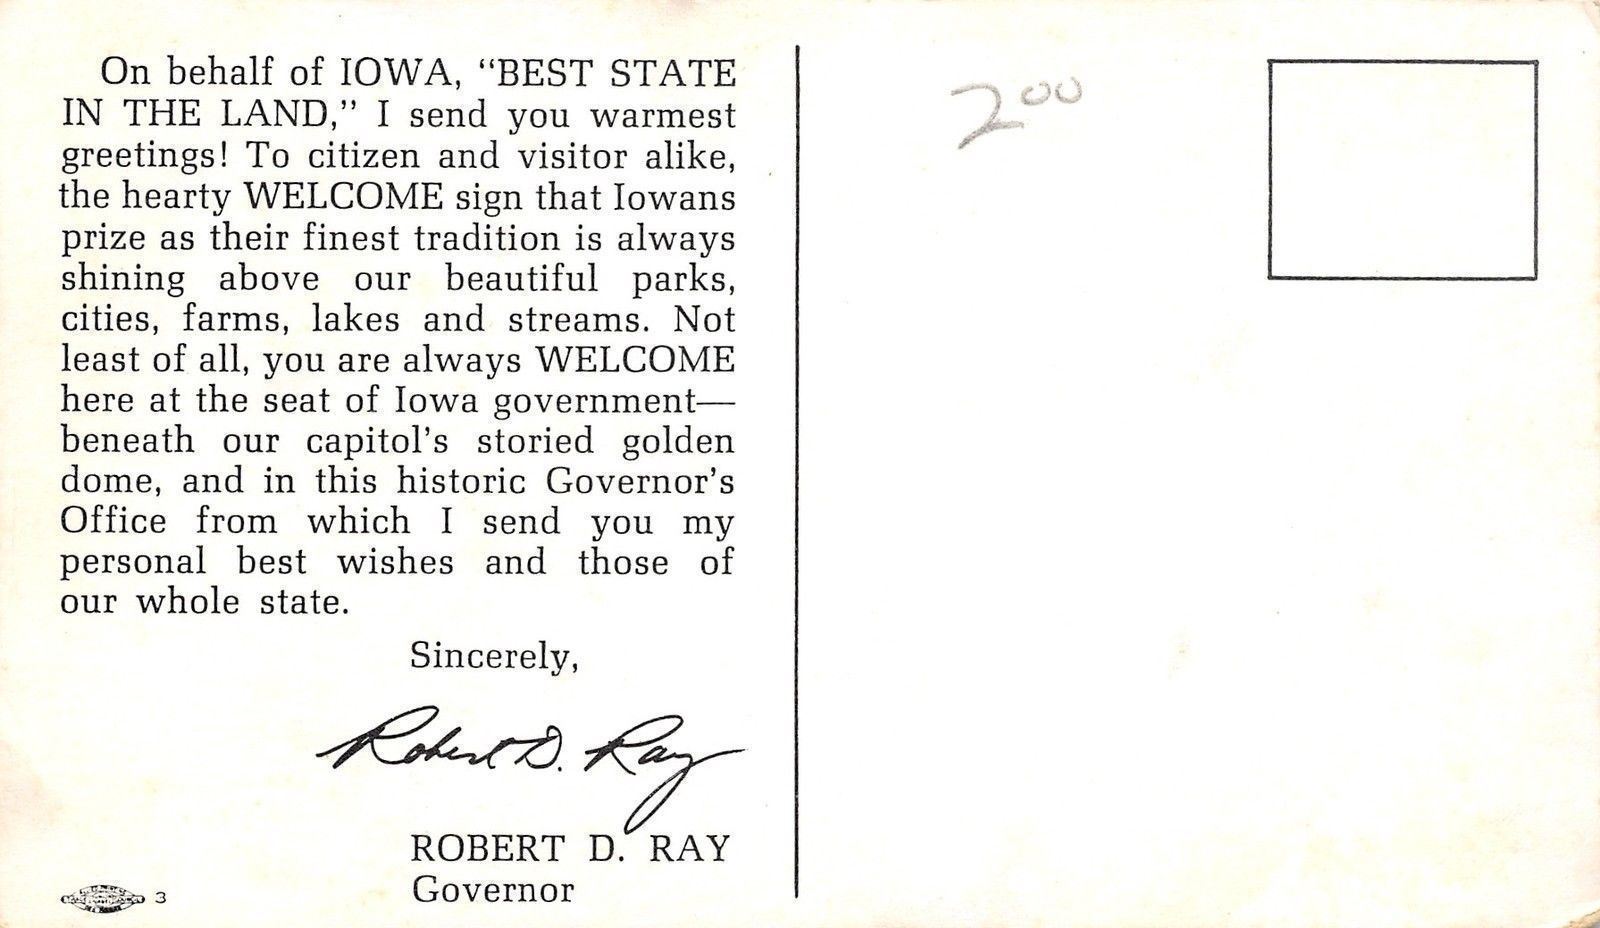 On behalf of IOWA, “BEST STATE
IN THE LAND,” I send you warmest
greetings! To citizen and visitor alike,
the hearty WELCOME sign that Iowans
prize as their finest tradition is always
shining above our beautiful parks,
cities, farms, lakes and streams. Not
least of all, you are always WELCOME
here at the seat of Iowa government—
beneath our capitol's storied golden
dome, and in this historic Governor's
Office from which I send you my
personal best wishes and those of
our whole state.
Sincerely,
Robert D. Ray
ROBERT D. RAY
Governor
3
2 00